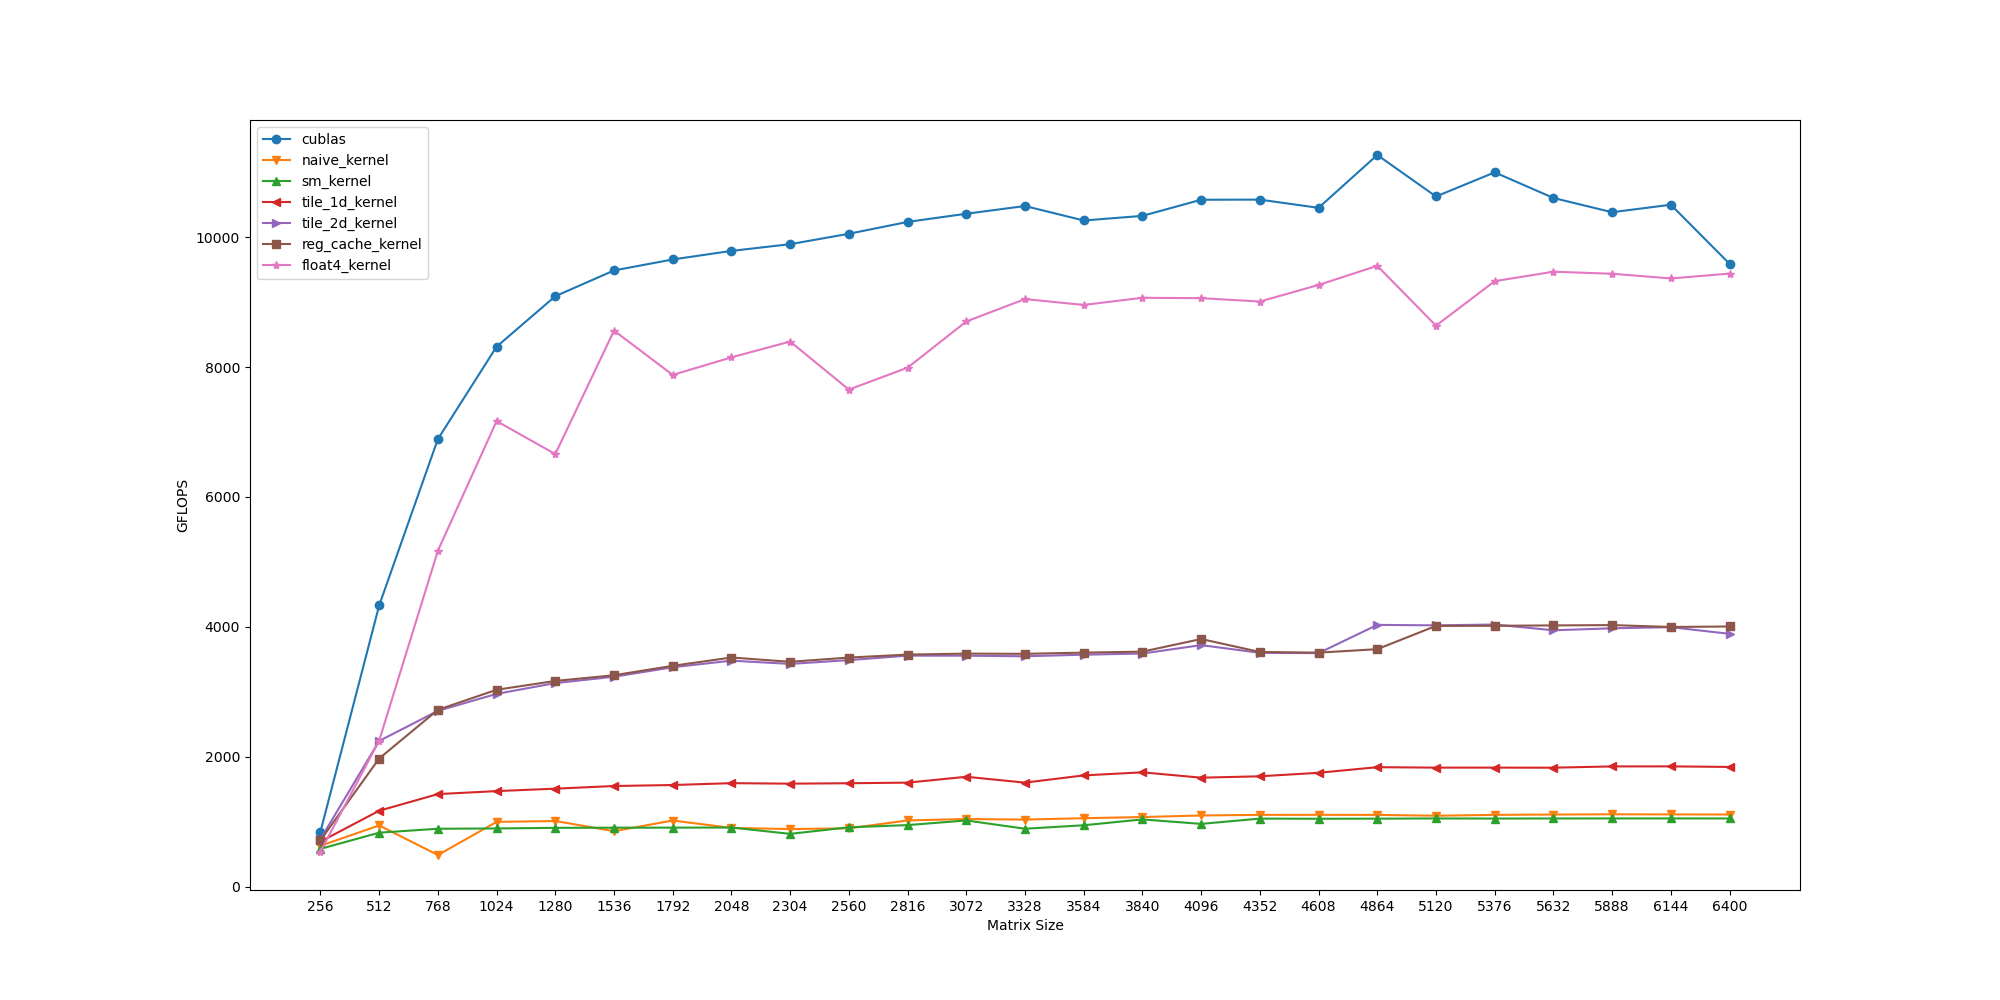 cublas
naive_kernel
sm_kernel
tile_1d_kernel
tile_2d_kernel
reg_cache_kernel
float4_kernel
10000
8000
6000
4000
2000
0
GFLOPS
256 512 768 1024 1280 1536 1792 2048 2304 2560 2816 3072 3328 3584 3840 4096 4352 4608 4864 5120 5376 5632 5888 6144 6400
Matrix Size